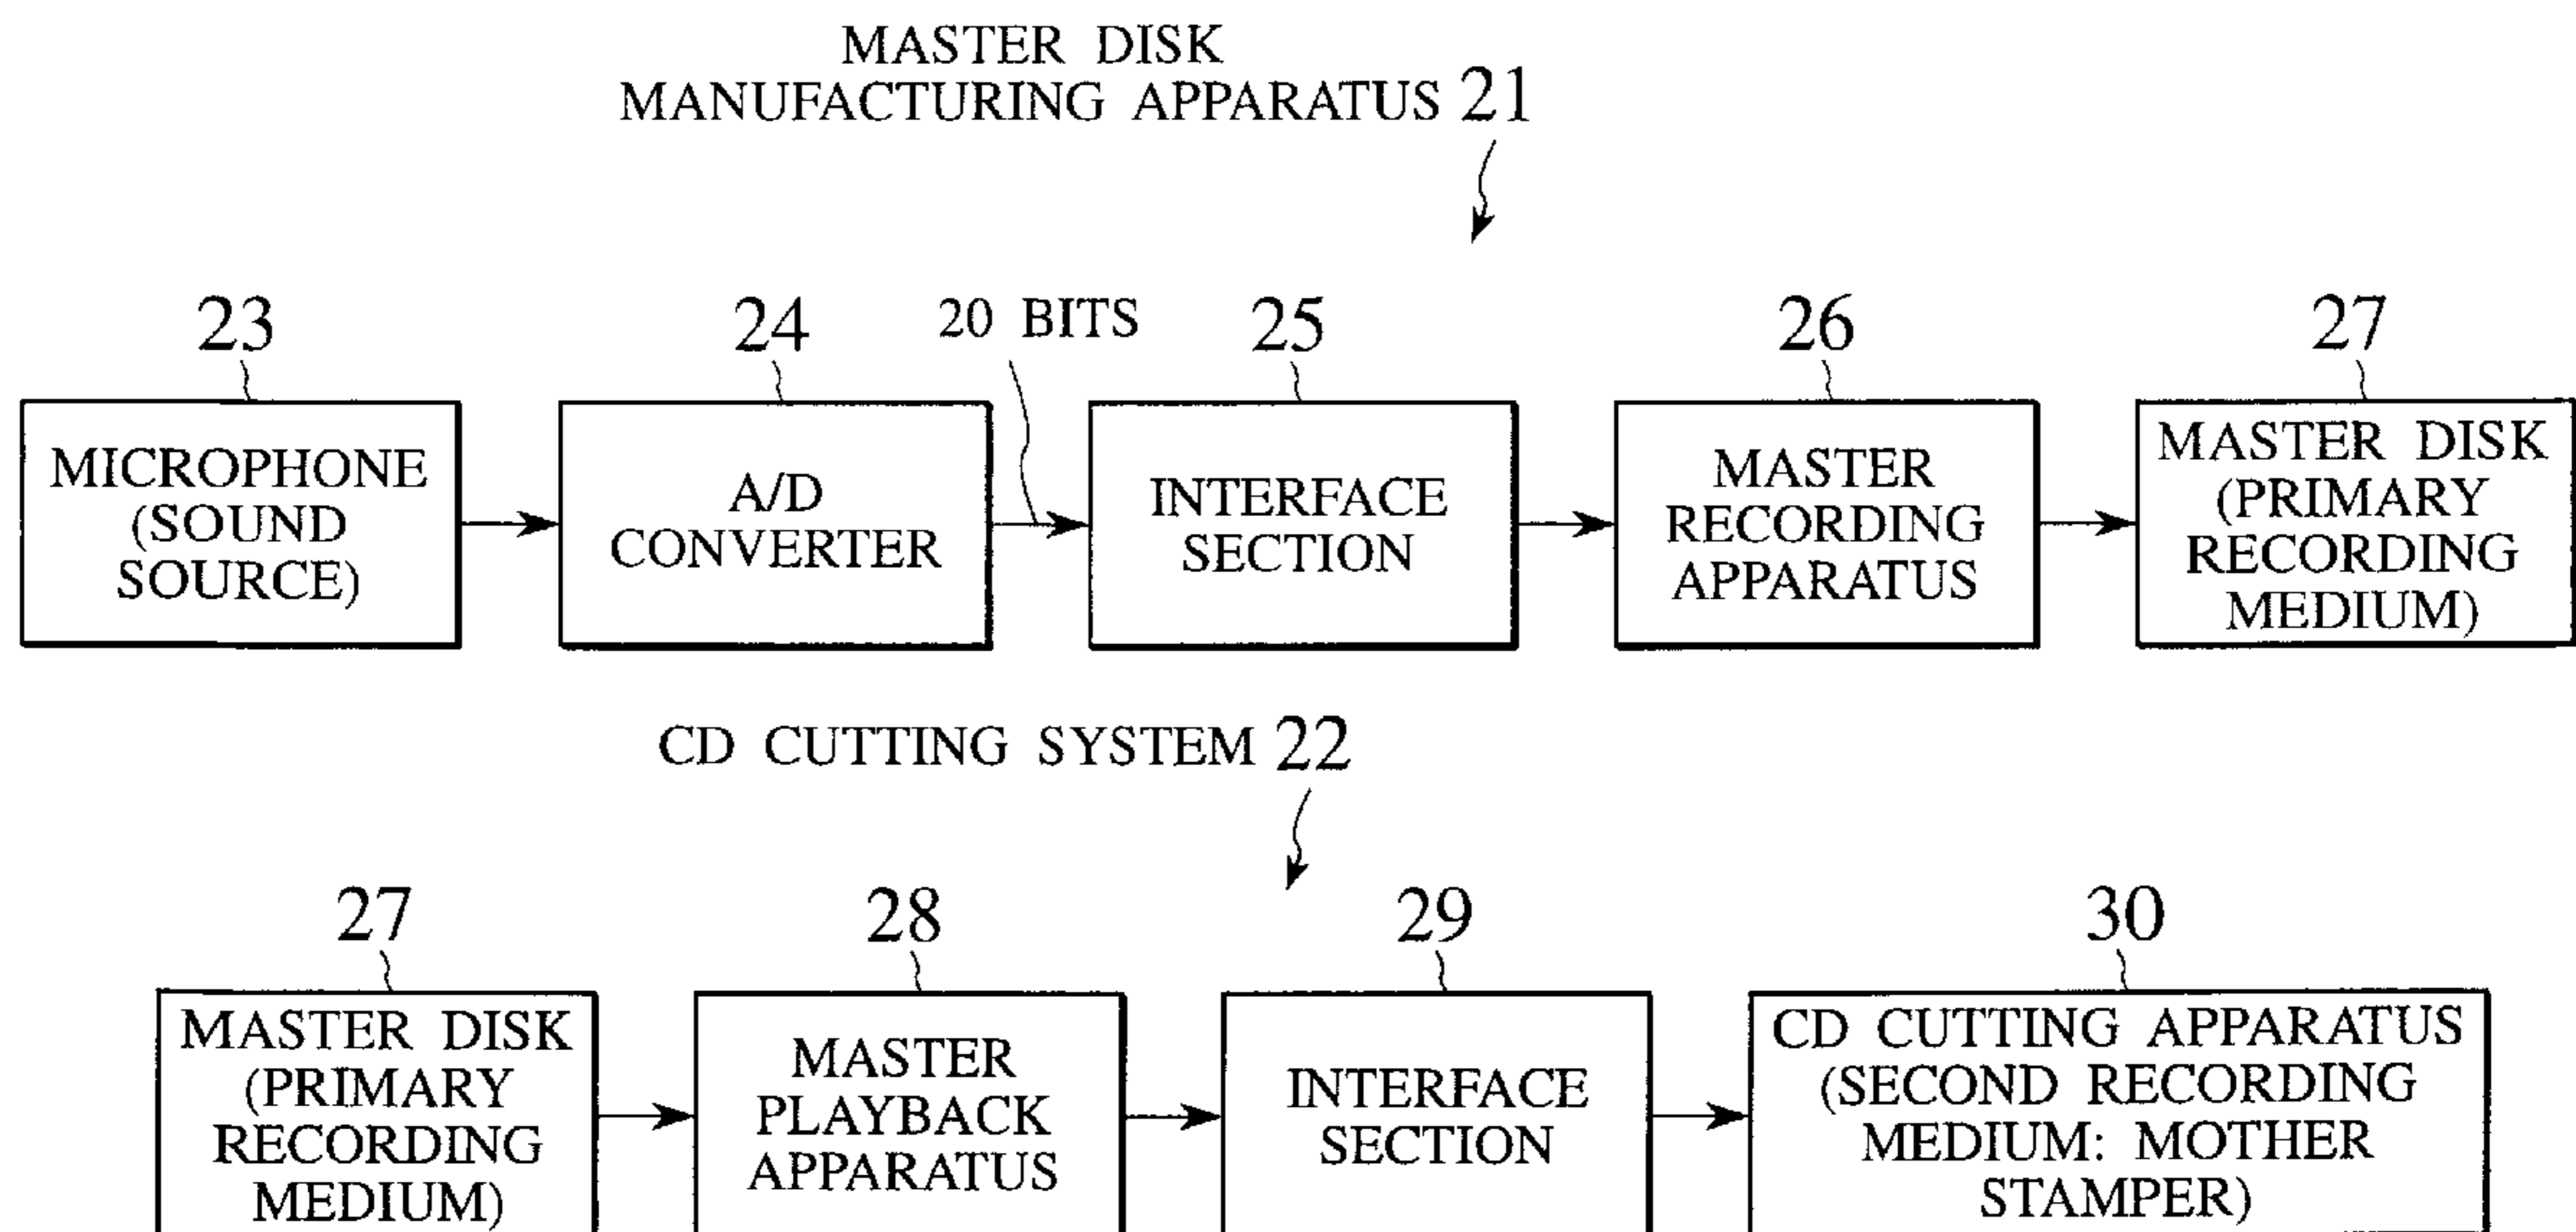 MASTER DISK
MANUFACTURING APPARATUS 21
23
24
20 BITS
25
26
27
MICROPHONE
(SOUND
SOURCE)
A/D
CONVERTER
INTERFACE
SECTION
MASTER
RECORDING
APPARATUS
MASTER DISK
(PRIMARY
RECORDING
MEDIUM)
CD CUTTING SYSTEM 22
27
28
29
30
MASTER DISK
(PRIMARY
RECORDING
MEDIUM)
MASTER
PLAYBACK
APPARATUS
INTERFACE
SECTION
CD CUTTING APPARATUS
(SECOND RECORDING
MEDIUM: MOTHER
STAMPER)